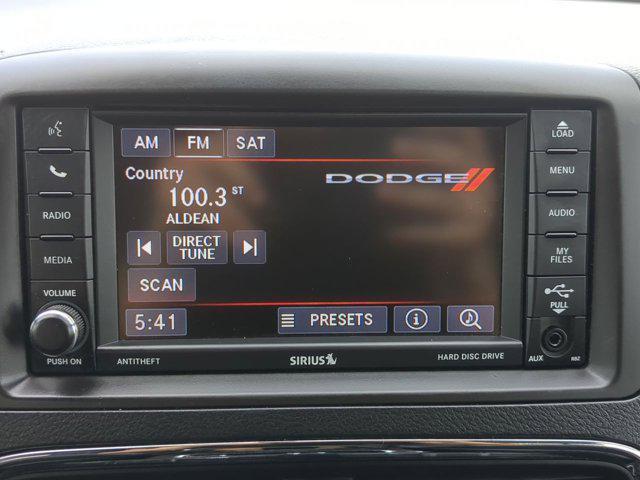 AM FM SAT
Country
100.3 ST
ALDEAN
DIRECT
TUNE
SCAN
5:41
PRESETS
DODGE
RADIO
MEDIA
VOLUME
PUSH ON
LOAD
MENU
AUDIO
MY
FILES
PULL
AUX
RBZ
ANTITHEFT
SIRIUS
HARD DISC DRIVE